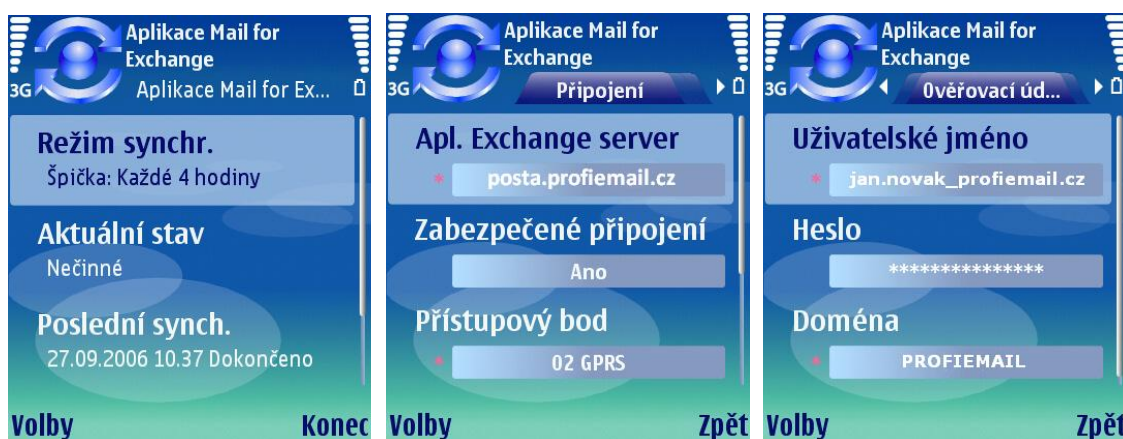 Aplikace Mail for
Exchange
3G
Aplikace Mail for Ex...
Režim synchr.
Špička: Každé 4 hodiny
Aktuální stav
Nečinné
Poslední synch.
27.09.2006 10.37 Dokončeno
Volby Konec
Aplikace Mail for
Exchange
3G
Připojení
Apl. Exchange server
* posta.profiemail.cz
Zabezpečené připojení
Ano
Přístupový bod
* O2 GPRS
Volby Zpět
Aplikace Mail for
Exchange
3G
Ověřovací úd...
Uživatelské jméno
* jan.novak_profiemail.cz
Heslo
***************
Doména
* PROFIEMAIL
Volby Zpět